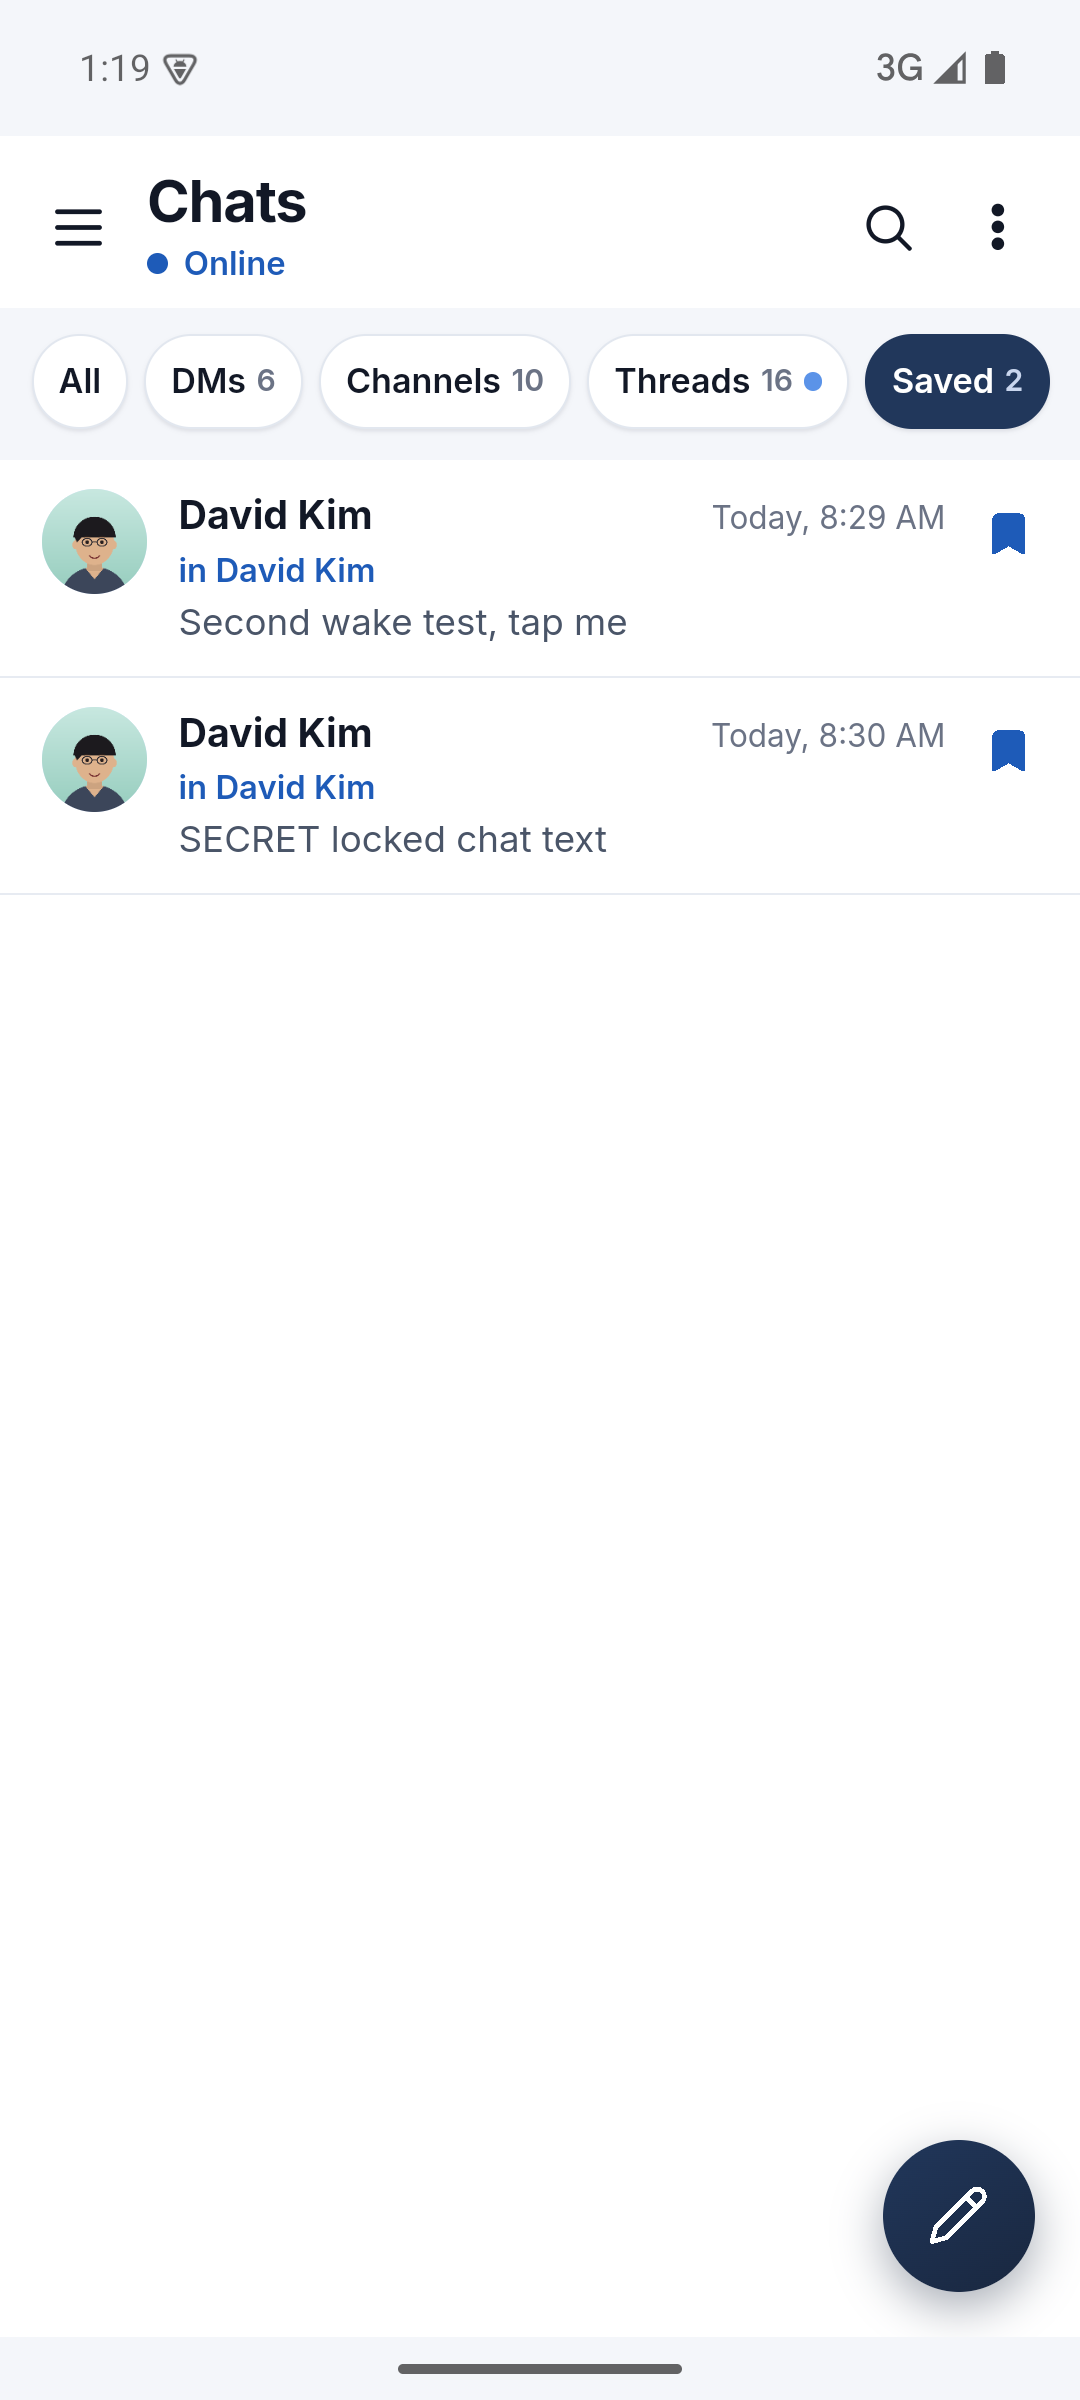 1:19 3G
Chats
Online
All DMs 6 Channels 10 Threads 16 Saved 2
David Kim Today, 8:29 AM
in David Kim
Second wake test, tap me
David Kim Today, 8:30 AM
in David Kim
SECRET locked chat text